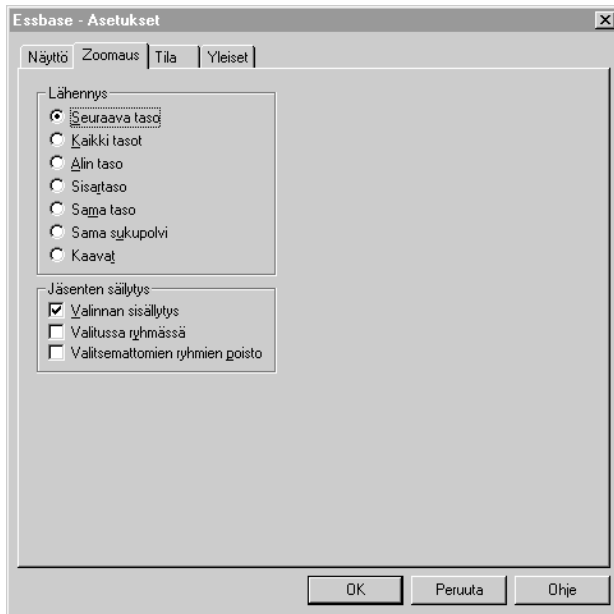 Essbase - Asetukset
Näyttö Zoomaus Tila Yleiset
Lähennys
Seuraava taso
Kaikki tasot
Alin taso
Sisartaso
Sama taso
Sama sukupolvi
Kaavat
Jäsenten säilytys
Valinnan sisällytys
Valitussa ryhmässä
Valitsemattomien ryhmien poisto
OK Peruuta Ohje